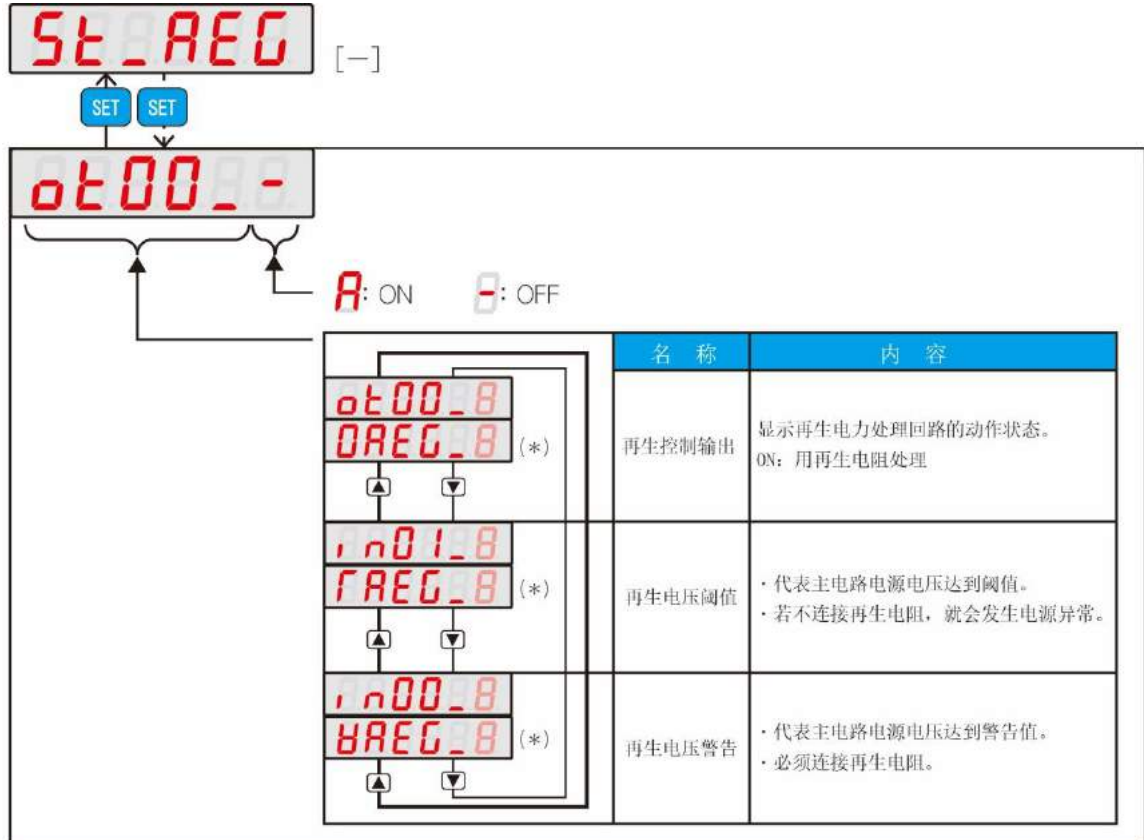 St_AEG [—]
SET SET
ot00_ -
A: ON -: OFF
名 称 内 容
ot00_8
0AEG_8 (*)
再生控制输出
显示再生电力处理回路的动作状态。
ON: 用再生电阻处理
in01_8
ΓAEG_8 (*)
再生电压阈值
·代表主电路电源电压达到阈值。
·若不连接再生电阻，就会发生电源异常。
in00_8
AEG_8 (*)
再生电压警告
·代表主电路电源电压达到警告值。
·必须连接再生电阻。